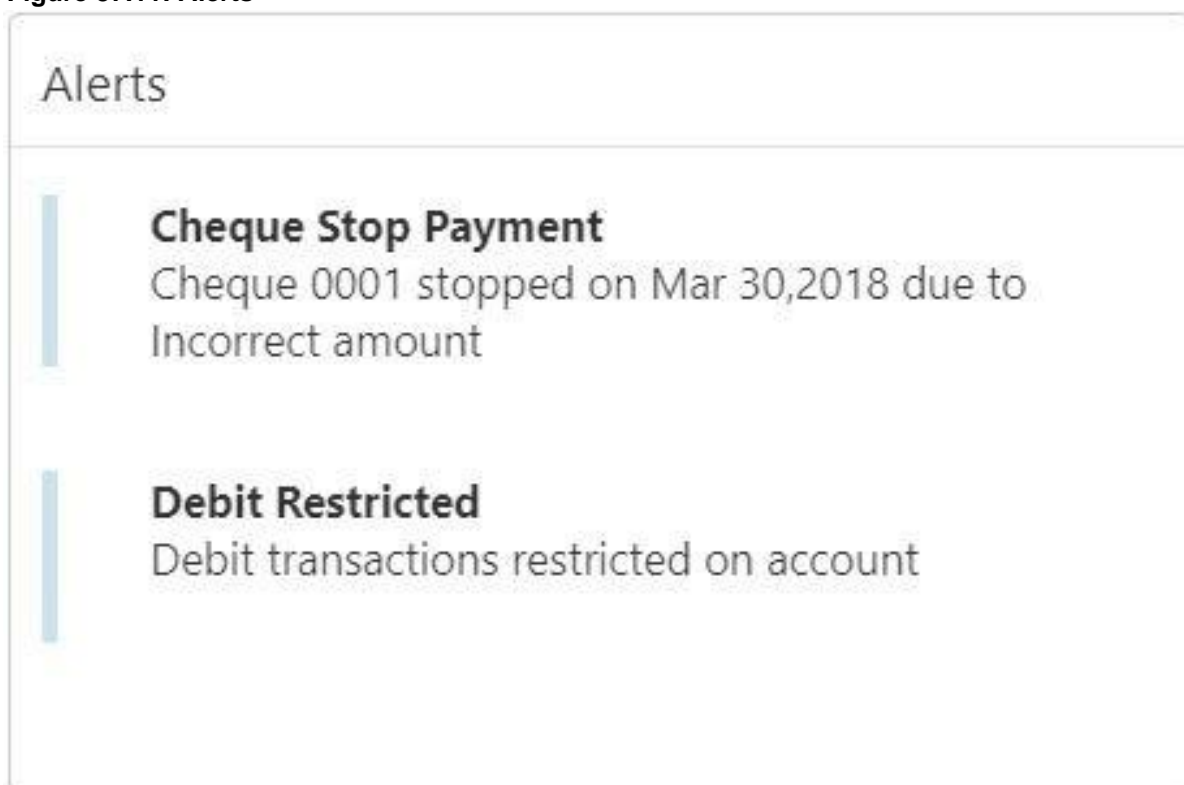 Alerts
Cheque Stop Payment
Cheque 0001 stopped on Mar 30,2018 due to
Incorrect amount
Debit Restricted
Debit transactions restricted on account